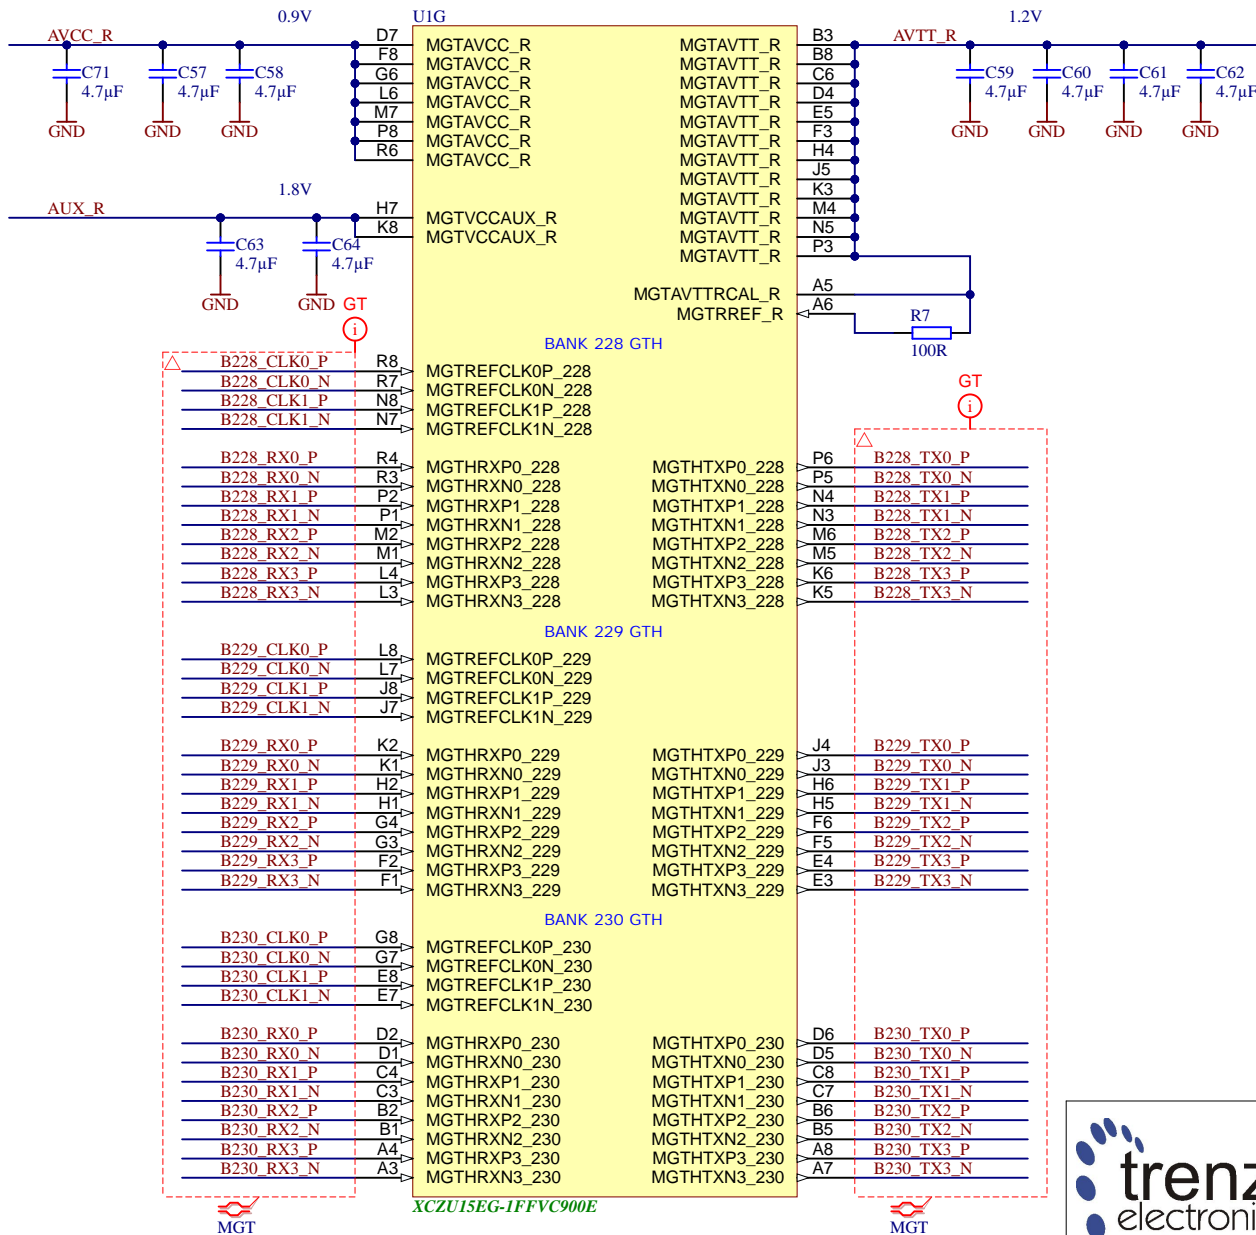 0.9V U1G 1.2V
AVCC_R D7 MGTAVCC_R MGTAVTT_R B3 AVTT_R
F8 MGTAVCC_R MGTAVTT_R B8
C71 C57 C58 G6 MGTAVCC_R MGTAVTT_R C6 C59 C60 C61 C62
4.7µF 4.7µF 4.7µF L6 MGTAVCC_R MGTAVTT_R D4 4.7µF 4.7µF 4.7µF 4.7µF
M7 MGTAVCC_R MGTAVTT_R E5
GND GND GND P8 MGTAVCC_R MGTAVTT_R F3 GND GND GND GND
R6 MGTAVCC_R MGTAVTT_R H4
MGTAVTT_R J5
1.8V MGTAVTT_R K3
AUX_R H7 MGTVCCAUX_R MGTAVTT_R M4
K8 MGTVCCAUX_R MGTAVTT_R N5
C63 C64 MGTAVTT_R P3
4.7µF 4.7µF
GND GND MGTAVTTRCAL_R A5
GT MGTRREF_R A6 R7
i 100R
BANK 228 GTH
B228_CLK0_P R8 MGTREFCLK0P_228
B228_CLK0_N R7 MGTREFCLK0N_228 GT
B228_CLK1_P N8 MGTREFCLK1P_228 i
B228_CLK1_N N7 MGTREFCLK1N_228
B228_RX0_P R4 MGTHRXP0_228 MGTHTXP0_228 P6 B228_TX0_P
B228_RX0_N R3 MGTHRXN0_228 MGTHTXN0_228 P5 B228_TX0_N
B228_RX1_P P2 MGTHRXP1_228 MGTHTXP1_228 N4 B228_TX1_P
B228_RX1_N P1 MGTHRXN1_228 MGTHTXN1_228 N3 B228_TX1_N
B228_RX2_P M2 MGTHRXP2_228 MGTHTXP2_228 M6 B228_TX2_P
B228_RX2_N M1 MGTHRXN2_228 MGTHTXN2_228 M5 B228_TX2_N
B228_RX3_P L4 MGTHRXP3_228 MGTHTXP3_228 K6 B228_TX3_P
B228_RX3_N L3 MGTHRXN3_228 MGTHTXN3_228 K5 B228_TX3_N
BANK 229 GTH
B229_CLK0_P L8 MGTREFCLK0P_229
B229_CLK0_N L7 MGTREFCLK0N_229
B229_CLK1_P J8 MGTREFCLK1P_229
B229_CLK1_N J7 MGTREFCLK1N_229
B229_RX0_P K2 MGTHRXP0_229 MGTHTXP0_229 J4 B229_TX0_P
B229_RX0_N K1 MGTHRXN0_229 MGTHTXN0_229 J3 B229_TX0_N
B229_RX1_P H2 MGTHRXP1_229 MGTHTXP1_229 H6 B229_TX1_P
B229_RX1_N H1 MGTHRXN1_229 MGTHTXN1_229 H5 B229_TX1_N
B229_RX2_P G4 MGTHRXP2_229 MGTHTXP2_229 F6 B229_TX2_P
B229_RX2_N G3 MGTHRXN2_229 MGTHTXN2_229 F5 B229_TX2_N
B229_RX3_P F2 MGTHRXP3_229 MGTHTXP3_229 E4 B229_TX3_P
B229_RX3_N F1 MGTHRXN3_229 MGTHTXN3_229 E3 B229_TX3_N
BANK 230 GTH
B230_CLK0_P G8 MGTREFCLK0P_230
B230_CLK0_N G7 MGTREFCLK0N_230
B230_CLK1_P E8 MGTREFCLK1P_230
B230_CLK1_N E7 MGTREFCLK1N_230
B230_RX0_P D2 MGTHRXP0_230 MGTHTXP0_230 D6 B230_TX0_P
B230_RX0_N D1 MGTHRXN0_230 MGTHTXN0_230 D5 B230_TX0_N
B230_RX1_P C4 MGTHRXP1_230 MGTHTXP1_230 C8 B230_TX1_P
B230_RX1_N C3 MGTHRXN1_230 MGTHTXN1_230 C7 B230_TX1_N
B230_RX2_P B2 MGTHRXP2_230 MGTHTXP2_230 B6 B230_TX2_P
B230_RX2_N B1 MGTHRXN2_230 MGTHTXN2_230 B5 B230_TX2_N
B230_RX3_P A4 MGTHRXP3_230 MGTHTXP3_230 A8 B230_TX3_P
B230_RX3_N A3 MGTHRXN3_230 MGTHTXN3_230 A7 B230_TX3_N
XCZU15EG-1FFVC900E
MGT MGT
trenz
electroni